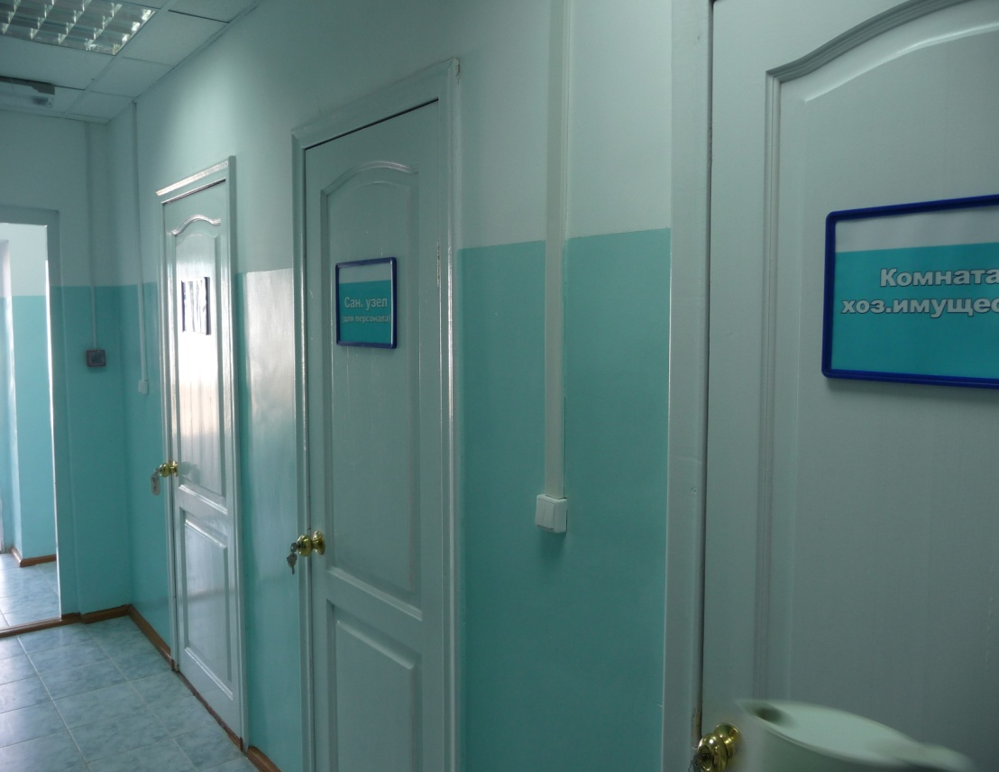 Сан. узел
(для персонала)
Комната
хоз.имущес